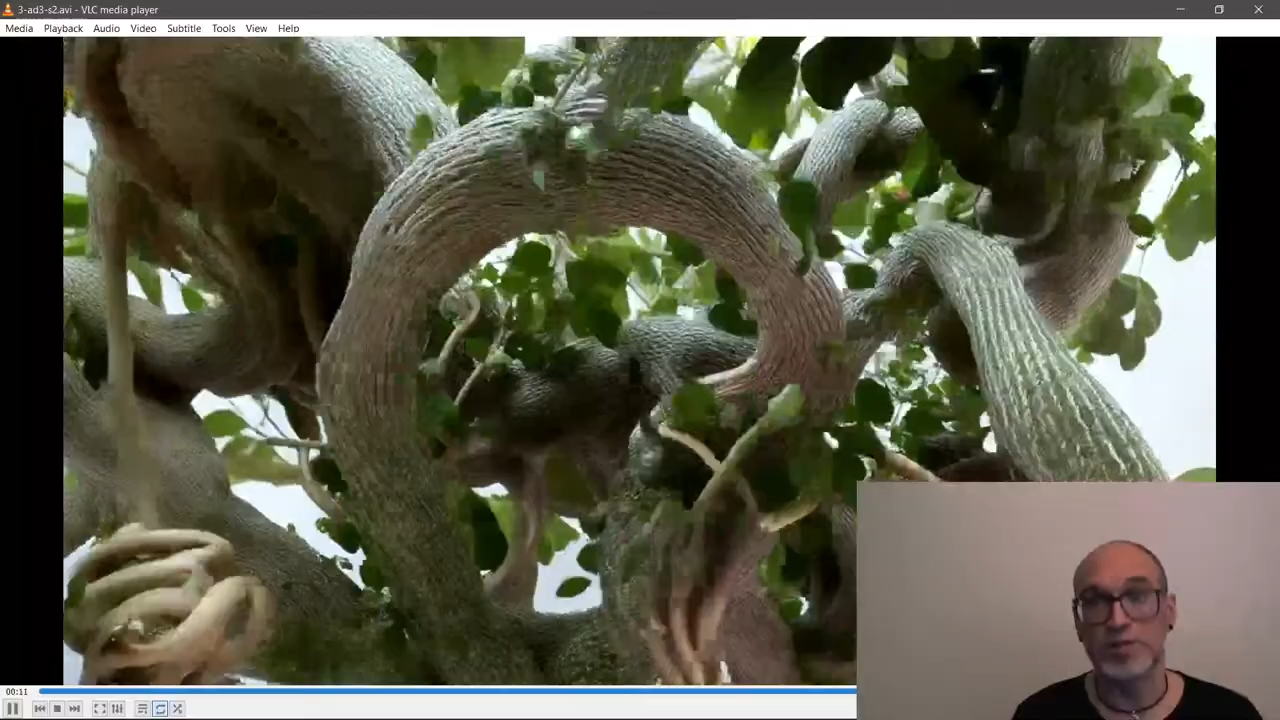 3-ad3-s2.avi - VLC media player
Media Playback Audio Video Subtitle Tools View Help
00:11